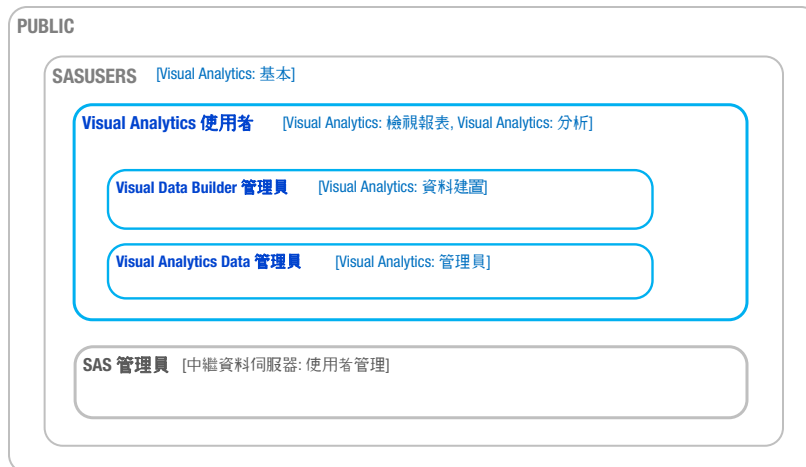 PUBLIC
SASUSERS [Visual Analytics: 基本]
Visual Analytics 使用者 [Visual Analytics: 檢視報表, Visual Analytics: 分析]
Visual Data Builder 管理員 [Visual Analytics: 資料建置]
Visual Analytics Data 管理員 [Visual Analytics: 管理員]
SAS 管理員 [中繼資料伺服器: 使用者管理]